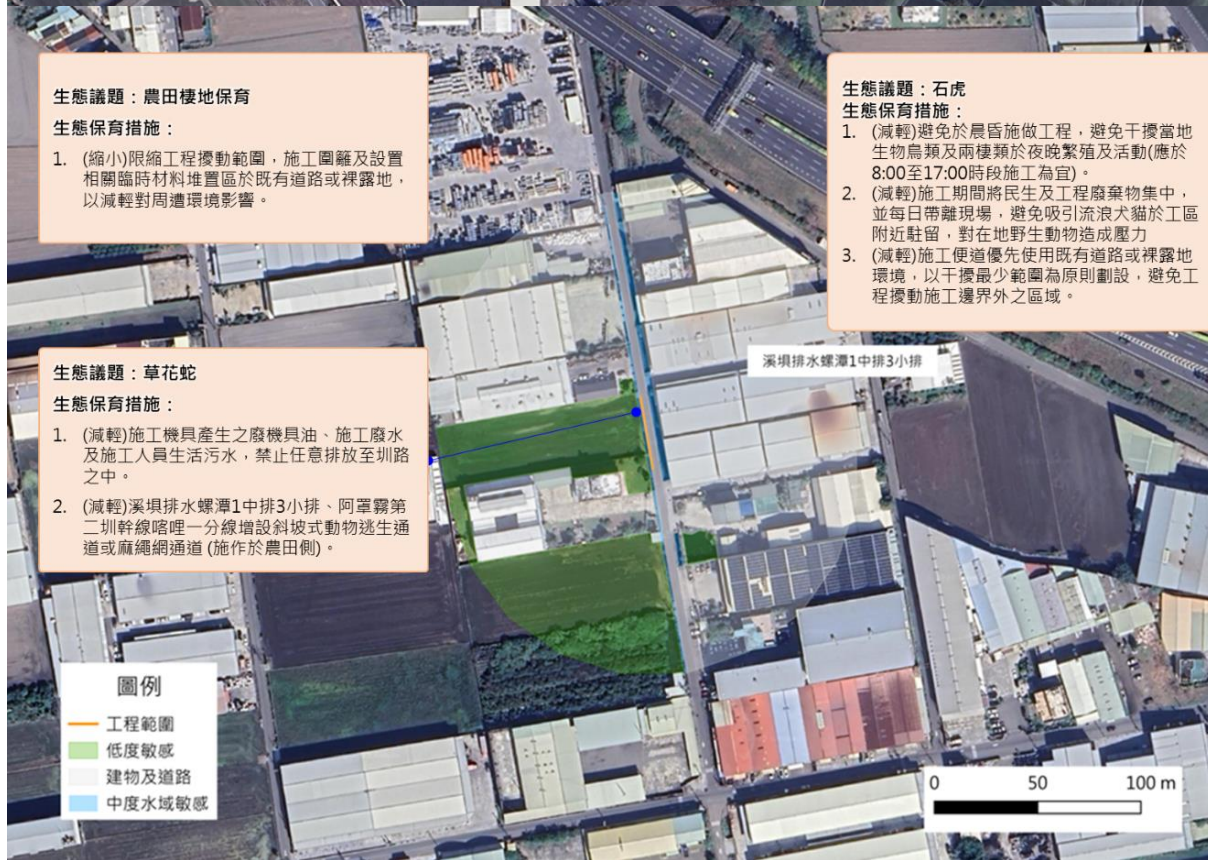 生態議題：農田棲地保育
生態保育措施：
1. (縮小)限縮工程擾動範圍，施工圍籬及設置
相關臨時材料堆置區於既有道路或裸露地，
以減輕對周遭環境影響。
生態議題：石虎
生態保育措施：
1. (減輕)避免於晨昏施做工程，避免干擾當地
生物鳥類及兩棲類於夜晚繁殖及活動(應於
8:00至17:00時段施工為宜)。
2. (減輕)施工期間將民生及工程廢棄物集中，
並每日帶離現場，避免吸引流浪犬貓於工區
附近駐留，對在地野生動物造成壓力
3. (減輕)施工便道優先使用既有道路或裸露地
環境，以干擾最少範圍為原則劃設，避免工
程擾動施工邊界外之區域。
溪埧排水螺潭1中排3小排
生態議題：草花蛇
生態保育措施：
1. (減輕)施工機具產生之廢機具油、施工廢水
及施工人員生活污水，禁止任意排放至圳路
之中。
2. (減輕)溪埧排水螺潭1中排3小排、阿罩霧第
二圳幹線喀哩一分線增設斜坡式動物逃生通
道或麻繩網通道 (施作於農田側)。
圖例
工程範圍
低度敏感
建物及道路
中度水域敏感
0 50 100 m